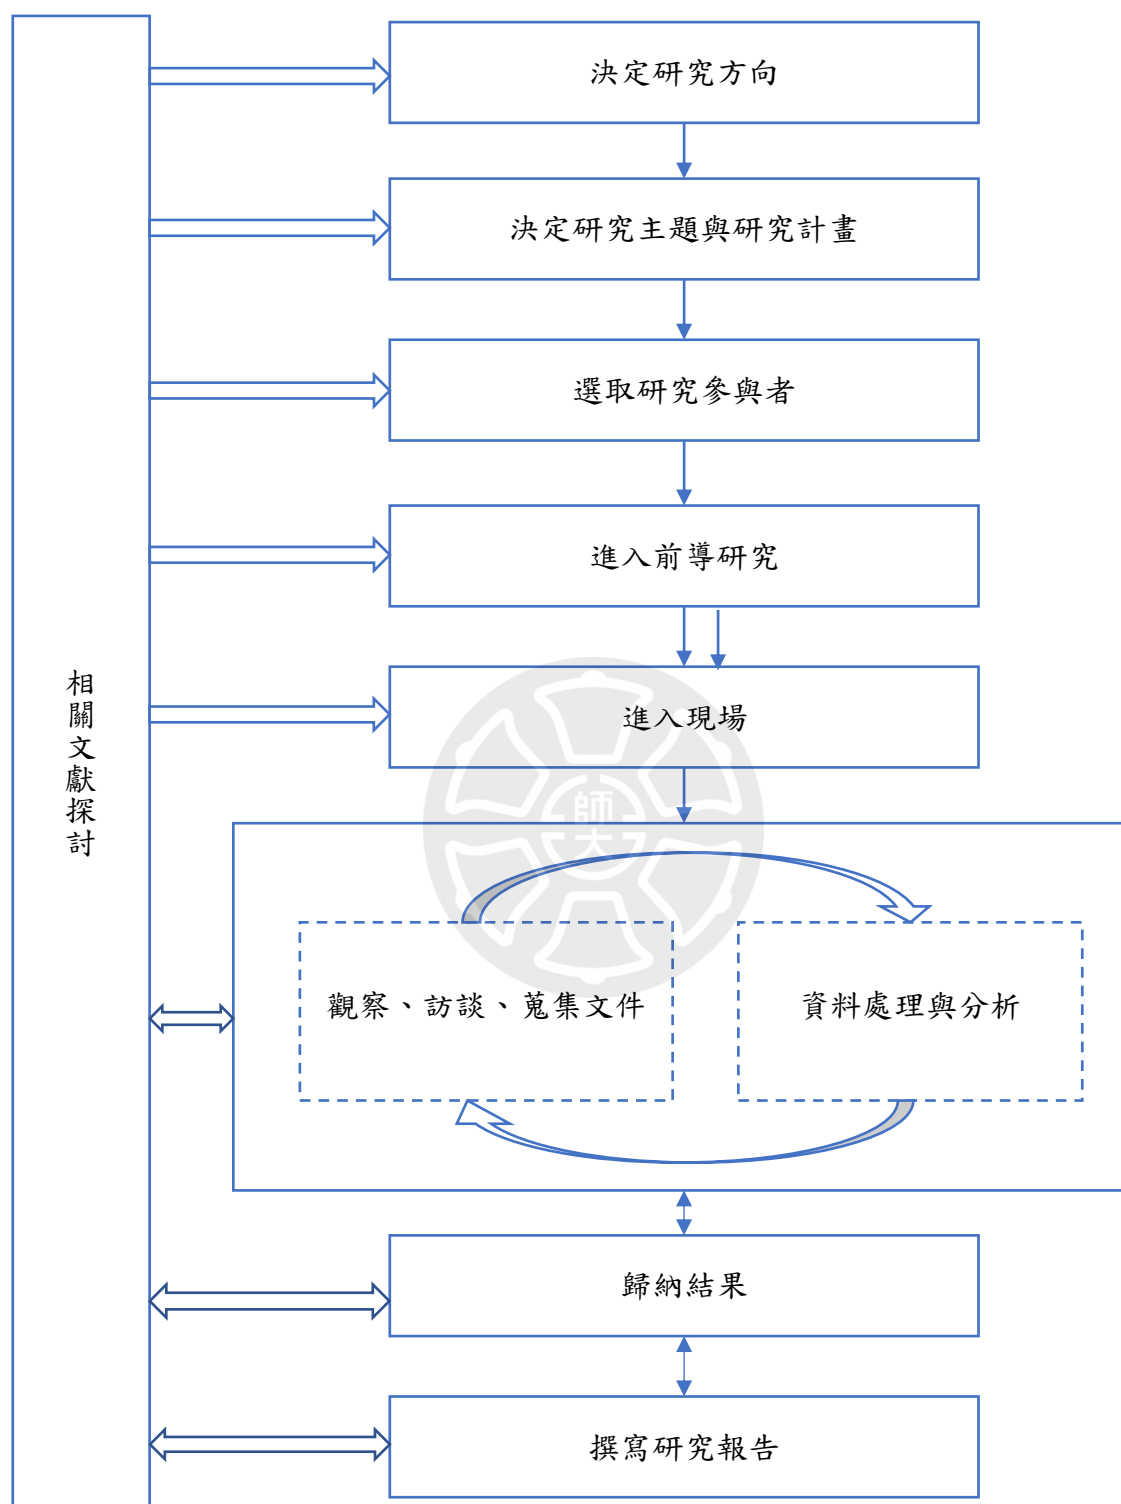 決定研究方向
決定研究主題與研究計畫
選取研究參與者
進入前導研究
相關文獻探討
進入現場
師大
觀察、訪談、蒐集文件
資料處理與分析
歸納結果
撰寫研究報告